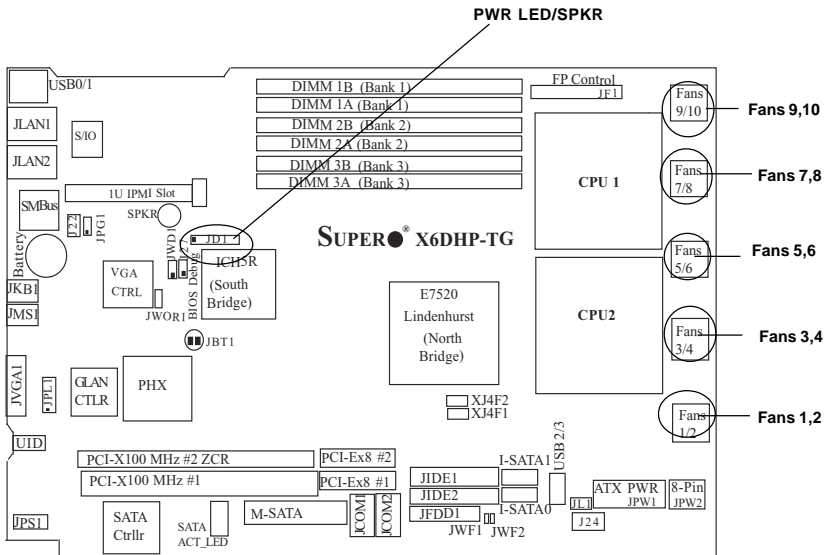 PWR LED/SPKR
USB0/1
DIMM 1B (Bank 1)
DIMM 1A (Bank 1)
DIMM 2B (Bank 2)
DIMM 2A (Bank 2)
DIMM 3B (Bank 3)
DIMM 3A (Bank 3)
FP Control
JF1
Fans
9/10
Fans 9,10
JLAN1
S/IO
JLAN2
CPU 1
Fans
7/8
Fans 7,8
1U IPMI Slot
SMBus
J22
JPG1
SPKR
JWD1
JD1
SUPER® X6DHP-TG
Fans
5/6
Fans 5,6
Battery
VGA
CTRL
BIOS Debug
ICH5R
(South
Bridge)
JKB1
JMS1
JWOR1
E7520
Lindenhurst
(North
Bridge)
CPU2
Fans
3/4
Fans 3,4
JBT1
JVGA1
JPL1
GLAN
CTLR
PHX
XJ4F2
XJ4F1
Fans
1/2
Fans 1,2
UID
PCI-X100 MHz #2 ZCR
PCI-Ex8 #2
PCI-X100 MHz #1
PCI-Ex8 #1
JIDE1
JIDE2
JFDD1
I-SATA1
I-SATA0
USB 2/3
JL1
J24
ATX PWR
JPW1
8-Pin
JPW2
JPS1
SATA
Ctrllr
SATA
ACT_LED
M-SATA
JCOM1
JCOM2
JWF1
JWF2